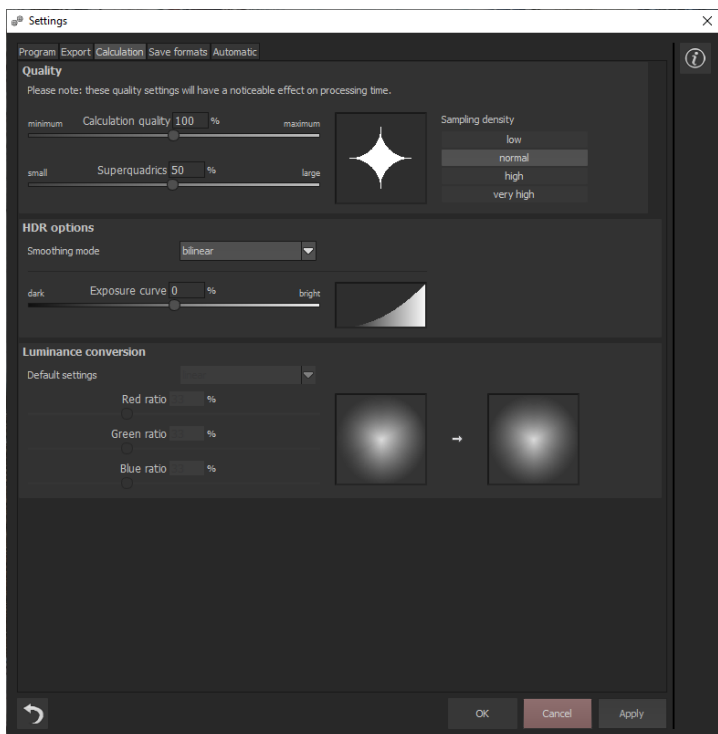 Settings
Program Export Calculation Save formats Automatic
Quality
Please note: these quality settings will have a noticeable effect on processing time.
minimum Calculation quality 100 % maximum
small Superquadrics 50 % large
Sampling density
low
normal
high
very high
HDR options
Smoothing mode bilinear
dark Exposure curve 0 % bright
Luminance conversion
Default settings
Red ratio %
Green ratio %
Blue ratio %
OK Cancel Apply